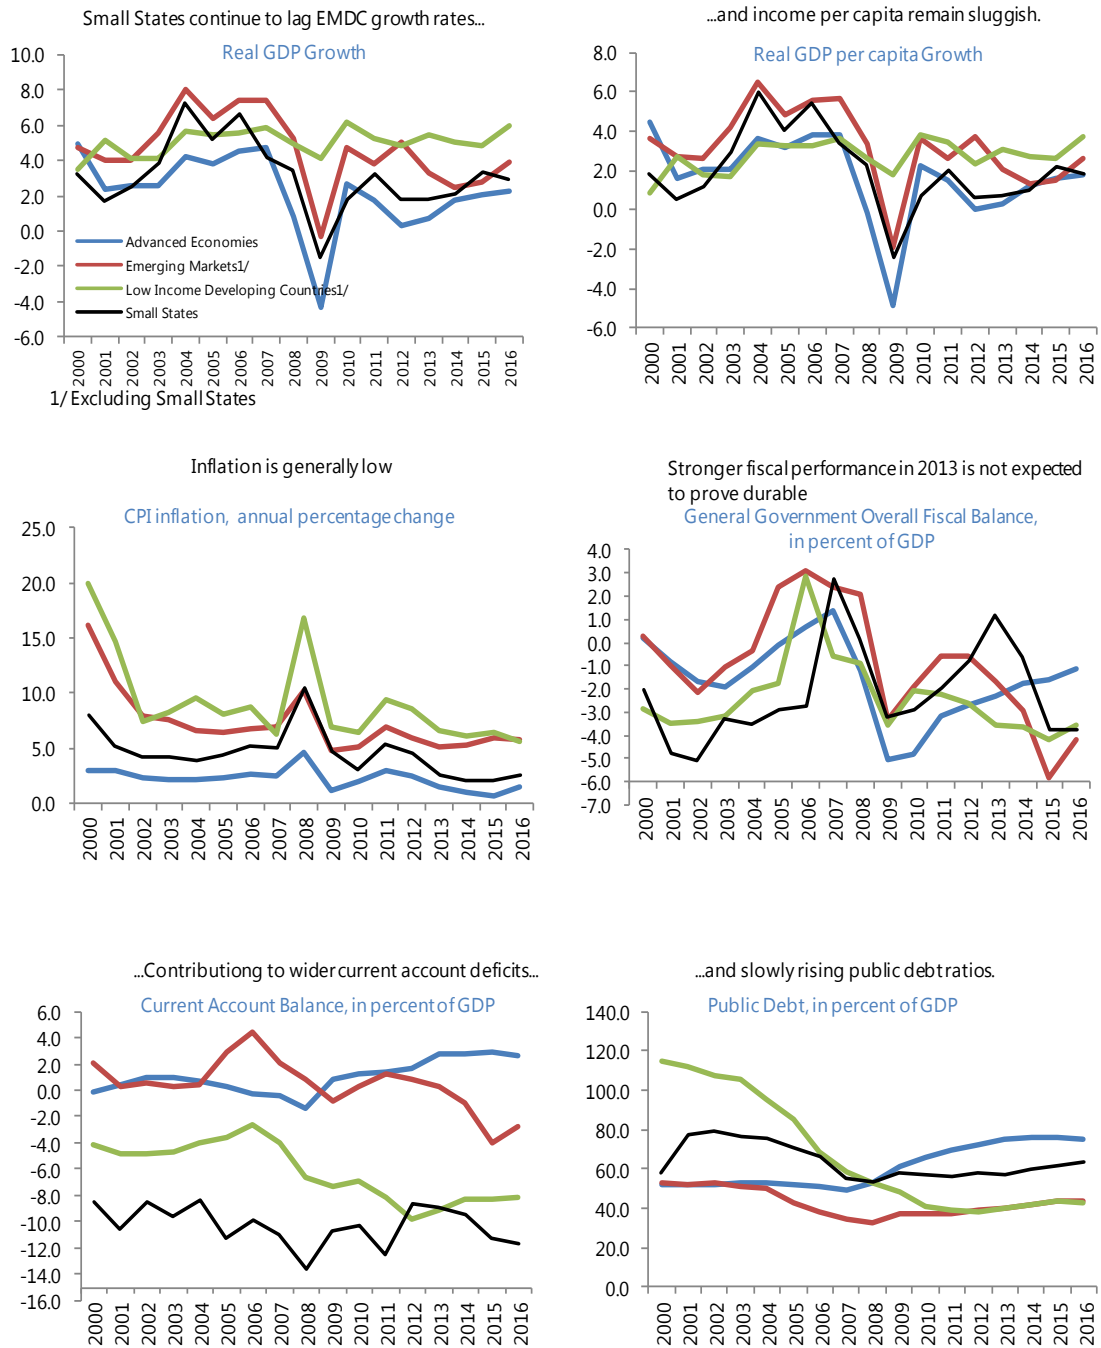 Small States continue to lag EMDC growth rates...
Real GDP Growth
10.0
8.0
6.0
4.0
2.0
0.0
-2.0
-4.0
-6.0
Advanced Economies
Emerging Markets1/
Low Income Developing Countries1/
Small States
2000 2001 2002 2003 2004 2005 2006 2007 2008 2009 2010 2011 2012 2013 2014 2015 2016
1/ Excluding Small States
...and income per capita remain sluggish.
Real GDP per capita Growth
8.0
6.0
4.0
2.0
0.0
-2.0
-4.0
-6.0
2000 2001 2002 2003 2004 2005 2006 2007 2008 2009 2010 2011 2012 2013 2014 2015 2016
Inflation is generally low
CPI inflation, annual percentage change
25.0
20.0
15.0
10.0
5.0
0.0
2000 2001 2002 2003 2004 2005 2006 2007 2008 2009 2010 2011 2012 2013 2014 2015 2016
Stronger fiscal performance in 2013 is not expected
to prove durable
General Government Overall Fiscal Balance,
in percent of GDP
4.0
3.0
2.0
1.0
0.0
-1.0
-2.0
-3.0
-4.0
-5.0
-6.0
-7.0
2000 2001 2002 2003 2004 2005 2006 2007 2008 2009 2010 2011 2012 2013 2014 2015 2016
...Contributiong to wider current account deficits...
Current Account Balance, in percent of GDP
6.0
4.0
2.0
0.0
-2.0
-4.0
-6.0
-8.0
-10.0
-12.0
-14.0
-16.0
2000 2001 2002 2003 2004 2005 2006 2007 2008 2009 2010 2011 2012 2013 2014 2015 2016
...and slowly rising public debt ratios.
Public Debt, in percent of GDP
140.0
120.0
100.0
80.0
60.0
40.0
20.0
0.0
2000 2001 2002 2003 2004 2005 2006 2007 2008 2009 2010 2011 2012 2013 2014 2015 2016